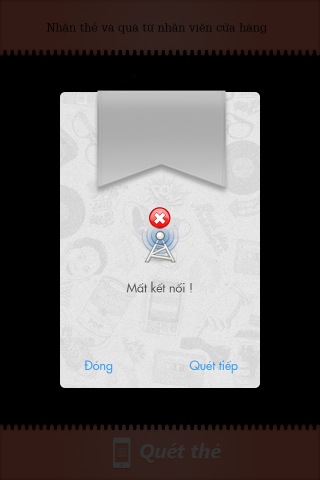 Nhận thẻ và quà từ nhân viên cửa hàng
Mất kết nối !
Đóng
Quét tiếp
Quét thẻ